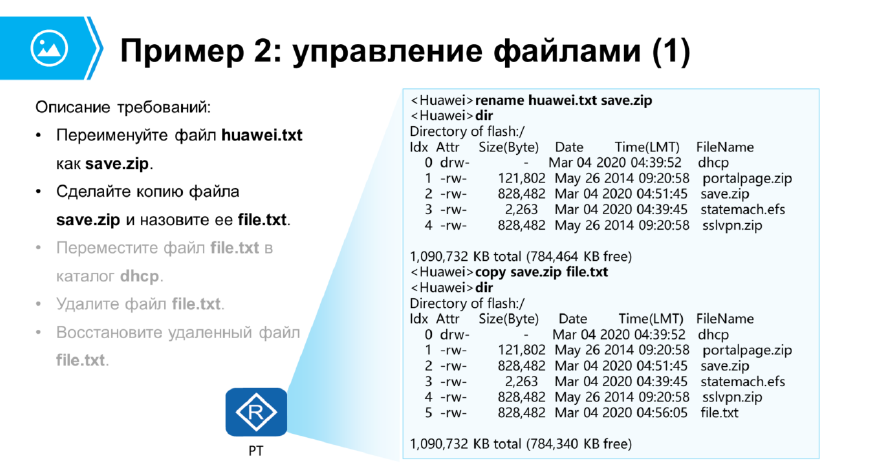 Пример 2: управление файлами (1)
Описание требований:
• Переименуйте файл huawei.txt
как save.zip.
• Сделайте копию файла
save.zip и назовите ее file.txt.
• Переместите файл file.txt в
каталог dhcp.
• Удалите файл file.txt.
• Восстановите удаленный файл
file.txt.
R
РТ
<Huawei>rename huawei.txt save.zip
<Huawei>dir
Directory of flash:/
Idx Attr Size(Byte) Date Time(LMT) FileName
0 drw- - Mar 04 2020 04:39:52 dhcp
1 -rw- 121,802 May 26 2014 09:20:58 portalpage.zip
2 -rw- 828,482 Mar 04 2020 04:51:45 save.zip
3 -rw- 2,263 Mar 04 2020 04:39:45 statemach.efs
4 -rw- 828,482 May 26 2014 09:20:58 sslvpn.zip
1,090,732 KB total (784,464 KB free)
<Huawei>copy save.zip file.txt
<Huawei>dir
Directory of flash:/
Idx Attr Size(Byte) Date Time(LMT) FileName
0 drw- - Mar 04 2020 04:39:52 dhcp
1 -rw- 121,802 May 26 2014 09:20:58 portalpage.zip
2 -rw- 828,482 Mar 04 2020 04:51:45 save.zip
3 -rw- 2,263 Mar 04 2020 04:39:45 statemach.efs
4 -rw- 828,482 May 26 2014 09:20:58 sslvpn.zip
5 -rw- 828,482 Mar 04 2020 04:56:05 file.txt
1,090,732 KB total (784,340 KB free)